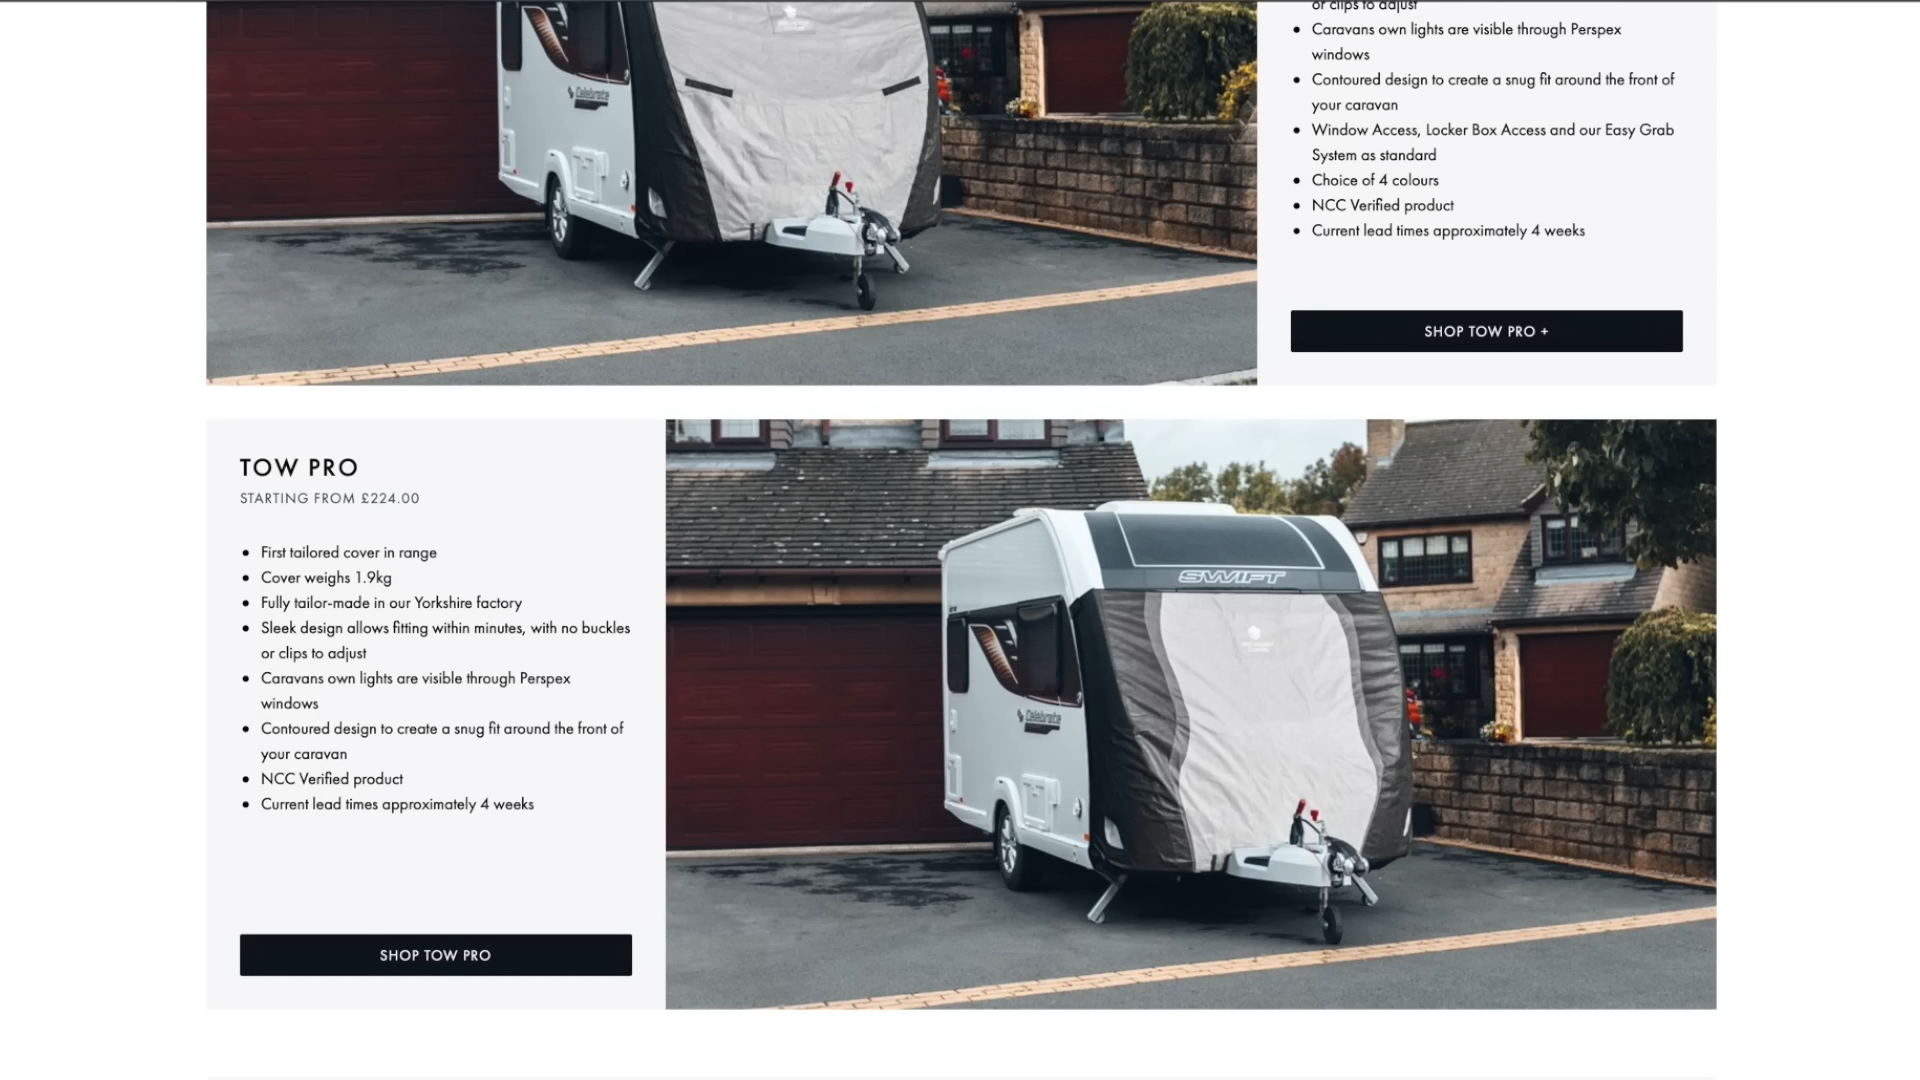 or clips to adjust
Caravans own lights are visible through Perspex
windows
Contoured design to create a snug fit around the front of
your caravan
Window Access, Locker Box Access and our Easy Grab
System as standard
Choice of 4 colours
NCC Verified product
Current lead times approximately 4 weeks
SHOP TOW PRO +
Celebrate
TOW PRO
STARTING FROM £224.00
First tailored cover in range
Cover weighs 1.9kg
Fully tailor-made in our Yorkshire factory
Sleek design allows fitting within minutes, with no buckles
or clips to adjust
Caravans own lights are visible through Perspex
windows
Contoured design to create a snug fit around the front of
your caravan
NCC Verified product
Current lead times approximately 4 weeks
SHOP TOW PRO
SWIFT
Celebrate